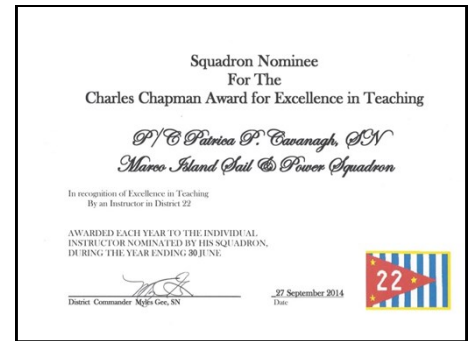 Squadron Nominee
For The
Charles Chapman Award for Excellence in Teaching
P/C Patrica P. Cavanagh, SN
Marco Island Sail & Power Squadron
In recognition of Excellence in Teaching
By an Instructor in District 22
AWARDED EACH YEAR TO THE INDIVIDUAL
INSTRUCTOR NOMINATED BY HIS SQUADRON,
DURING THE YEAR ENDING 30 JUNE
22
27 September 2014
District Commander Myles Gee, SN
Date